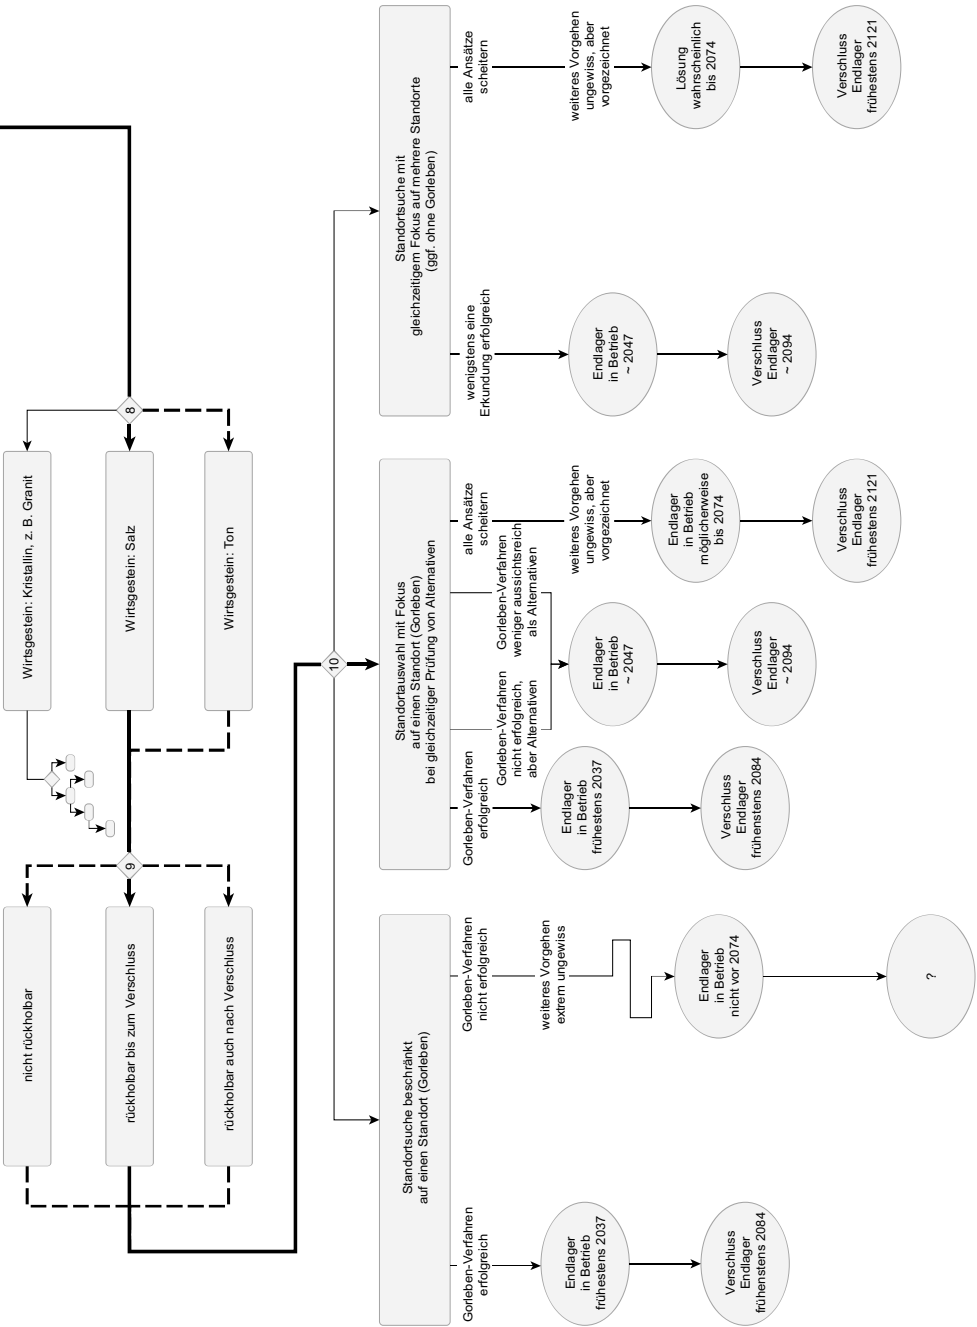 8
Wirtsgestein: Kristallin, z. B. Granit
Wirtsgestein: Salz
Wirtsgestein: Ton
9
nicht rückholbar
rückholbar bis zum Verschluss
rückholbar auch nach Verschluss
10
Standortsuche beschränkt
auf einen Standort (Gorleben)
Gorleben-Verfahren
erfolgreich
Endlager
in Betrieb
frühestens 2037
Verschluss
Endlager
frühenstens 2084
Gorleben-Verfahren
nicht erfolgreich
weiteres Vorgehen
extrem ungewiss
Endlager
in Betrieb
nicht vor 2074
?
Standortauswahl mit Fokus
auf einen Standort (Gorleben)
bei gleichzeitiger Prüfung von Alternativen
Gorleben-Verfahren
erfolgreich
Endlager
in Betrieb
frühestens 2037
Verschluss
Endlager
frühenstens 2084
Gorleben-Verfahren
nicht erfolgreich,
aber Alternativen
Gorleben-Verfahren
weniger aussichtsreich
als Alternativen
Endlager
in Betrieb
~ 2047
Verschluss
Endlager
~ 2094
alle Ansätze
scheitern
weiteres Vorgehen
ungewiss, aber
vorgezeichnet
Endlager
in Betrieb
möglicherweise
bis 2074
Verschluss
Endlager
frühestens 2121
Standortsuche mit
gleichzeitigem Fokus auf mehrere Standorte
(ggf. ohne Gorleben)
wenigstens eine
Erkundung erfolgreich
Endlager
in Betrieb
~ 2047
Verschluss
Endlager
~ 2094
alle Ansätze
scheitern
weiteres Vorgehen
ungewiss, aber
vorgezeichnet
Lösung
wahrscheinlich
bis 2074
Verschluss
Endlager
frühestens 2121